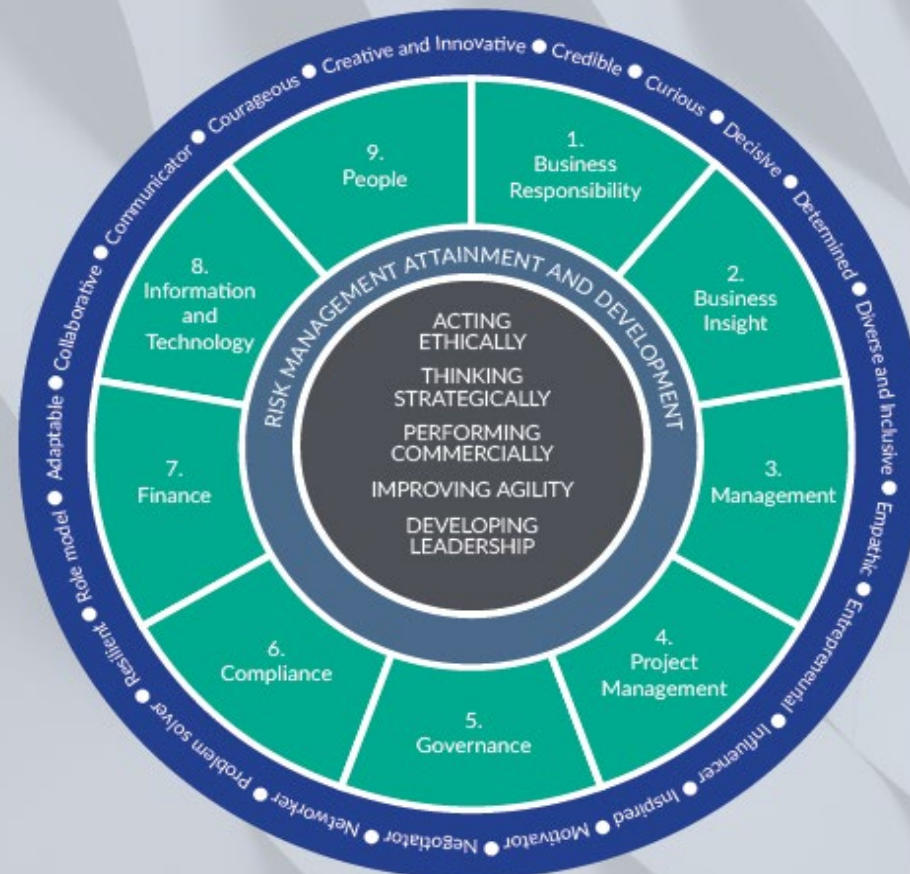 Adaptable ● Collaborative ● Communicator ● Courageous ● Creative and Innovative ● Credible ● Curious ● Decisive ● Determined ● Diverse and Inclusive ● Empathic ● Entrepreneurial ● Influencer ● Inspired ● Motivator ● Negotiator ● Networker ● Problem solver ● Resilient ● Role model ●
1.
Business
Responsibility
2.
Business
Insight
3.
Management
4.
Project
Management
5.
Governance
6.
Compliance
7.
Finance
8.
Information
and
Technology
9.
People
RISK MANAGEMENT ATTAINMENT AND DEVELOPMENT
ACTING
ETHICALLY
THINKING
STRATEGICALLY
PERFORMING
COMMERCIALLY
IMPROVING AGILITY
DEVELOPING
LEADERSHIP